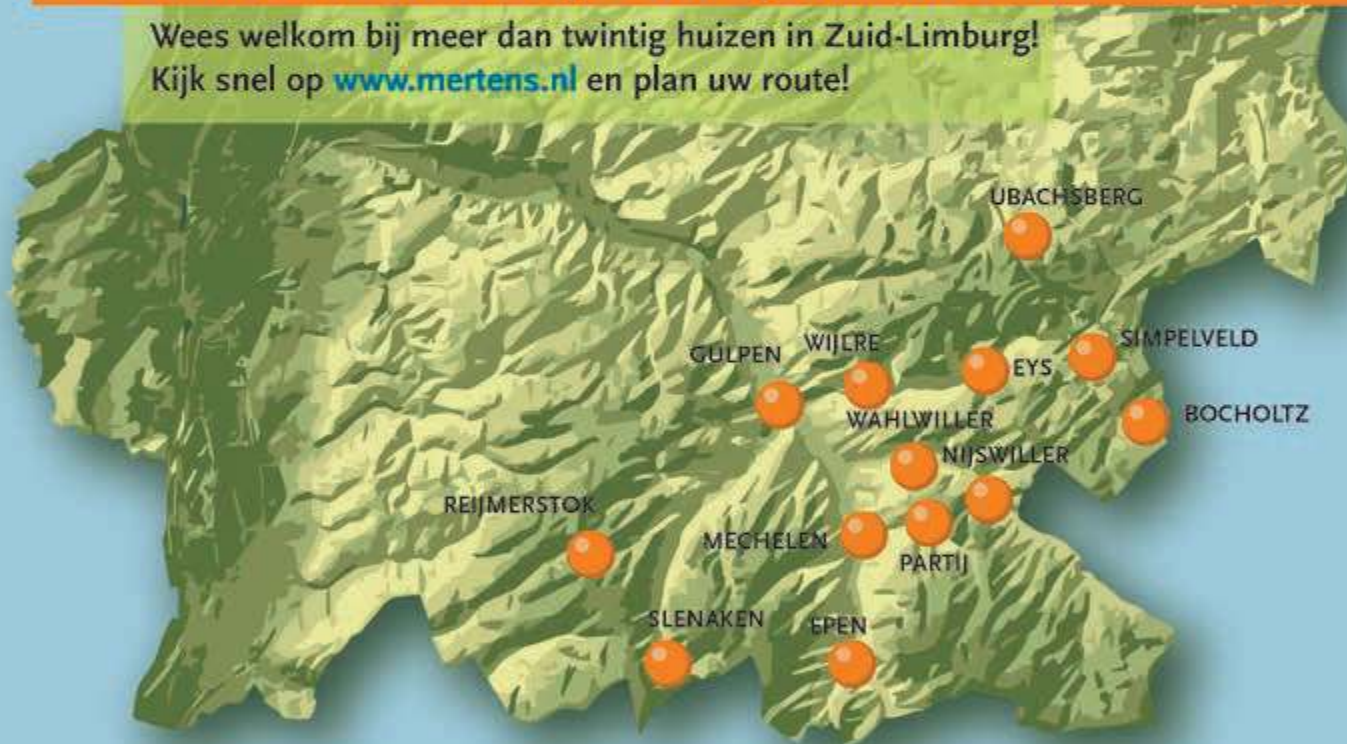 Wees welkom bij meer dan twintig huizen in Zuid-Limburg!
Kijk snel op www.mertens.nl en plan uw route!
UBACHSBERG
SIMPELVELD
GULPEN
WIJLRE
EYS
BOCHOLTZ
WAHLWILLER
NIJSWILLER
REIJMERSTOK
MECHELEN
PARTIJ
SLENAKEN
EPEN